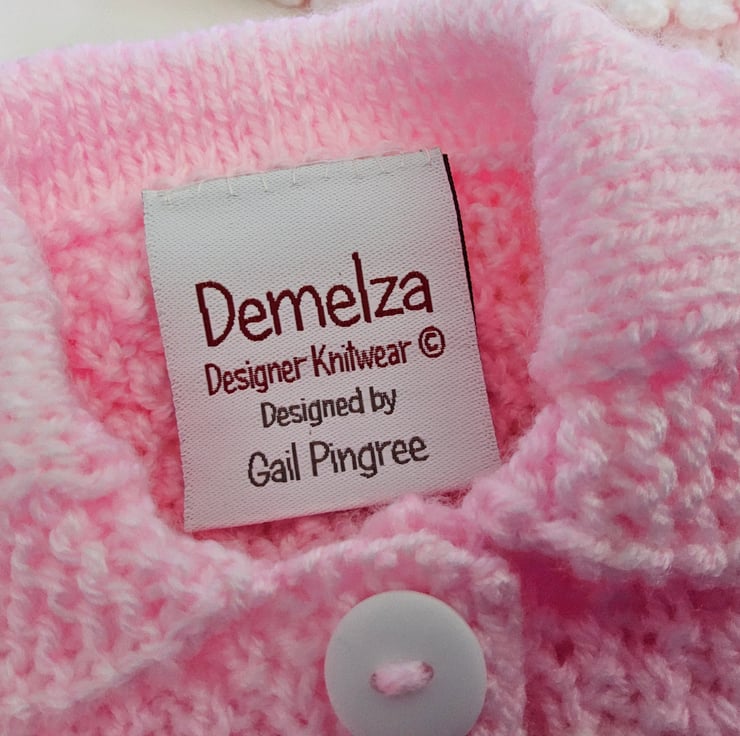 Demelza
Designer Knitwear ©
Designed by
Gail Pingree